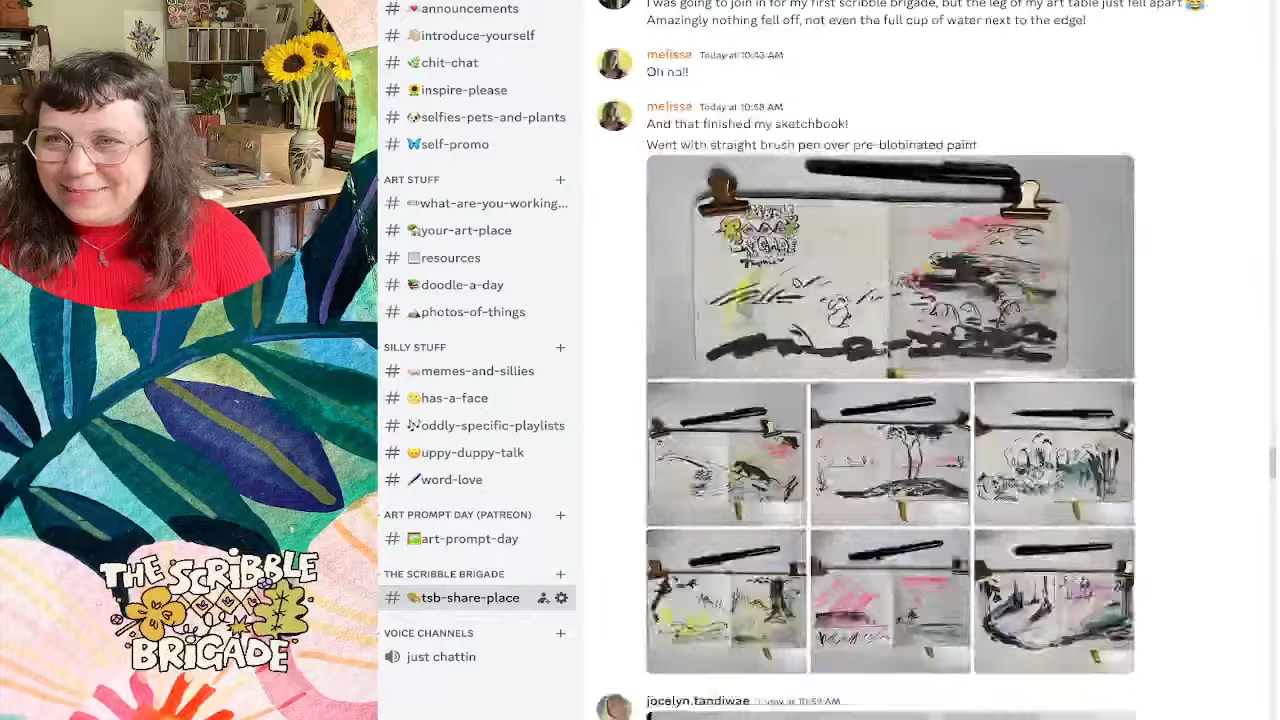 announcements
introduce-yourself
chit-chat
inspire-please
selfies-pets-and-plants
self-promo
ART STUFF
what-are-you-working...
your-art-place
resources
doodle-a-day
photos-of-things
SILLY STUFF
memes-and-sillies
has-a-face
oddly-specific-playlists
uppy-duppy-talk
word-love
ART PROMPT DAY (PATREON)
art-prompt-day
THE SCRIBBLE BRIGADE
tsb-share-place
VOICE CHANNELS
just chattin
THE SCRIBBLE
BRIGADE
I was going to join in for my first scribble brigade, but the leg of my art table just fell apart
Amazingly nothing fell off, not even the full cup of water next to the edge!
melissa Today at 10:43 AM
Oh no!!
melissa Today at 10:58 AM
And that finished my sketchbook!
Went with straight brush pen over pre-blobinated paint
BRIGADE
jocelyn.tandiwae Today at 10:59 AM